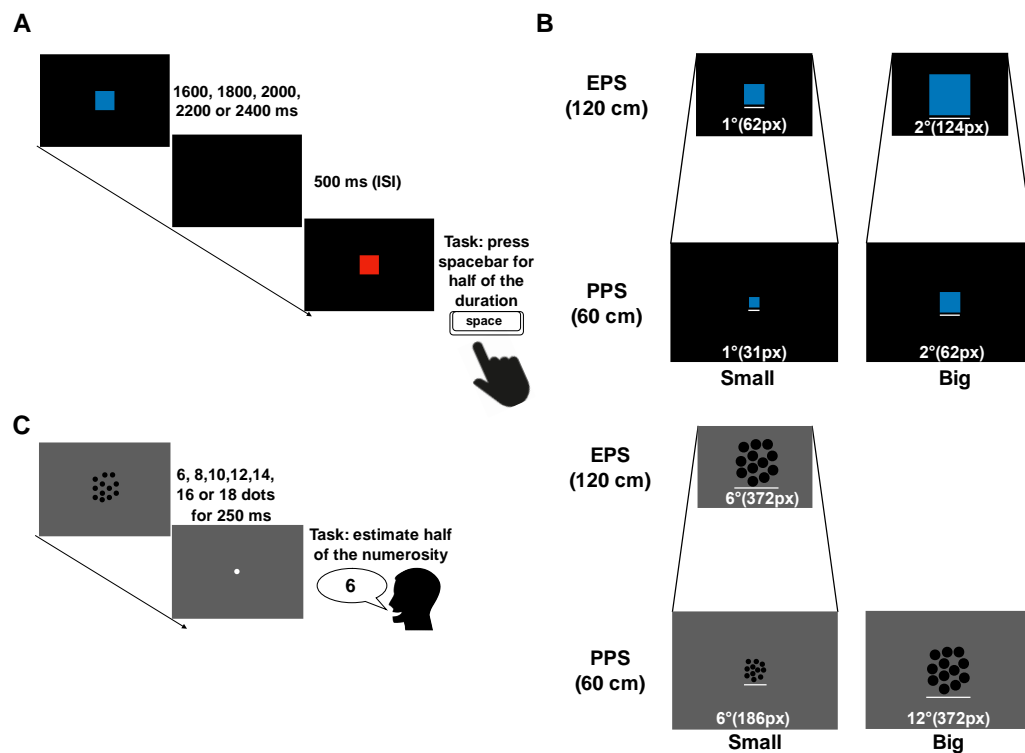 A
1600, 1800, 2000,
2200 or 2400 ms
500 ms (ISI)
Task: press
spacebar for
half of the
duration
space
B
EPS
(120 cm)
1°(62px)
2°(124px)
PPS
(60 cm)
1°(31px)
2°(62px)
Small
Big
C
6, 8,10,12,14,
16 or 18 dots
for 250 ms
Task: estimate half
of the numerosity
6
EPS
(120 cm)
6°(372px)
PPS
(60 cm)
6°(186px)
12°(372px)
Small
Big